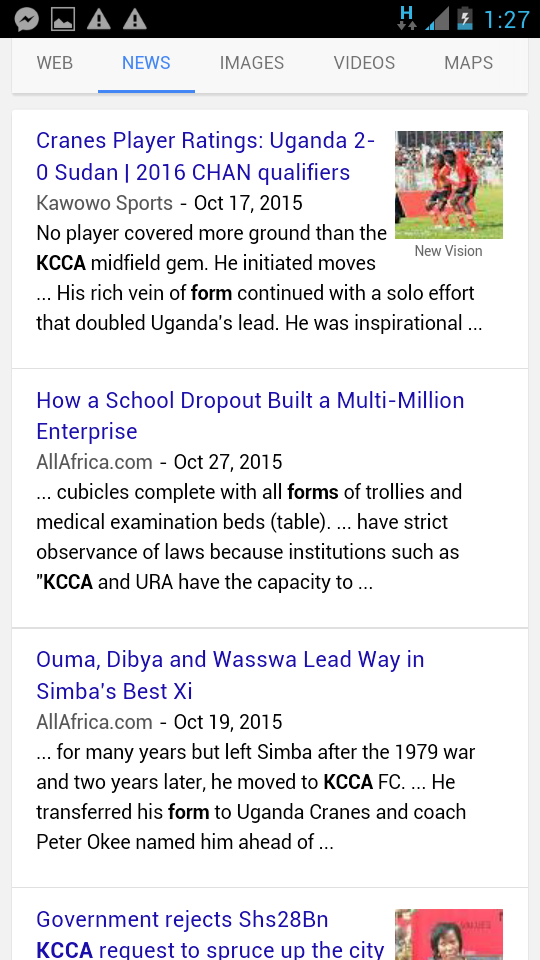 H
1:27
WEB NEWS IMAGES VIDEOS MAPS
Cranes Player Ratings: Uganda 2-
0 Sudan | 2016 CHAN qualifiers
Kawowo Sports - Oct 17, 2015
No player covered more ground than the
KCCA midfield gem. He initiated moves
... His rich vein of form continued with a solo effort
that doubled Uganda's lead. He was inspirational ...
New Vision
How a School Dropout Built a Multi-Million
Enterprise
AllAfrica.com - Oct 27, 2015
... cubicles complete with all forms of trollies and
medical examination beds (table). ... have strict
observance of laws because institutions such as
"KCCA and URA have the capacity to ...
Ouma, Dibya and Wasswa Lead Way in
Simba's Best Xi
AllAfrica.com - Oct 19, 2015
... for many years but left Simba after the 1979 war
and two years later, he moved to KCCA FC. ... He
transferred his form to Uganda Cranes and coach
Peter Okee named him ahead of ...
Government rejects Shs28Bn
KCCA request to spruce up the city
VALUES